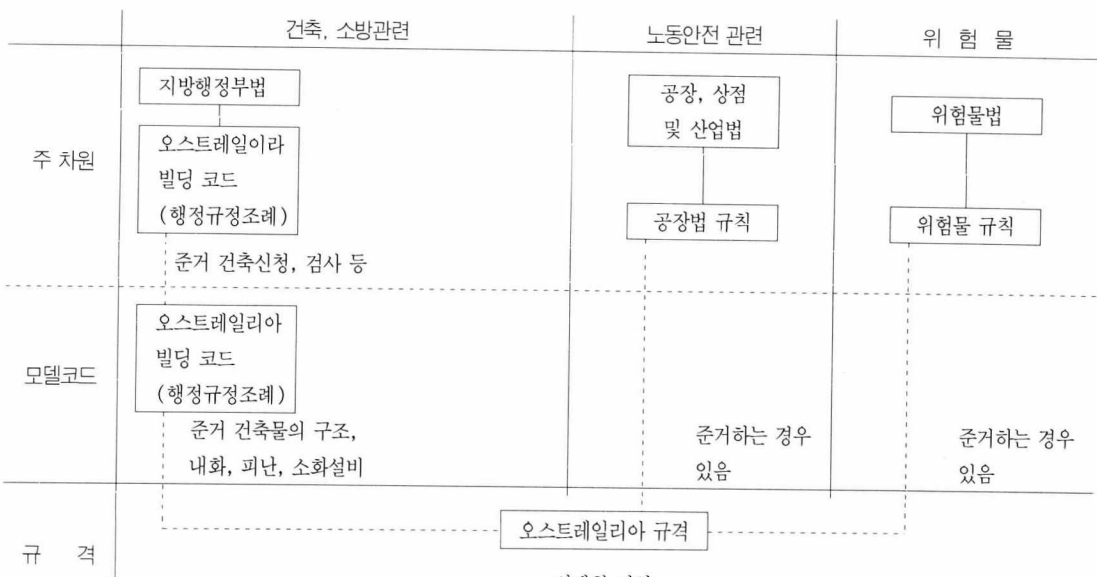 건축, 소방관련
노동안전 관련
위 험 물
주 차원
지방행정부법
오스트레일이라
빌딩 코드
(행정규정조례)
준거 건축신청, 검사 등
공장, 상점
및 산업법
공장법 규칙
위험물법
위험물 규칙
모델코드
오스트레일리아
빌딩 코드
(행정규정조례)
준거 건축물의 구조,
내화, 피난, 소화설비
준거하는 경우
있음
준거하는 경우
있음
규 격
오스트레일리아 규격